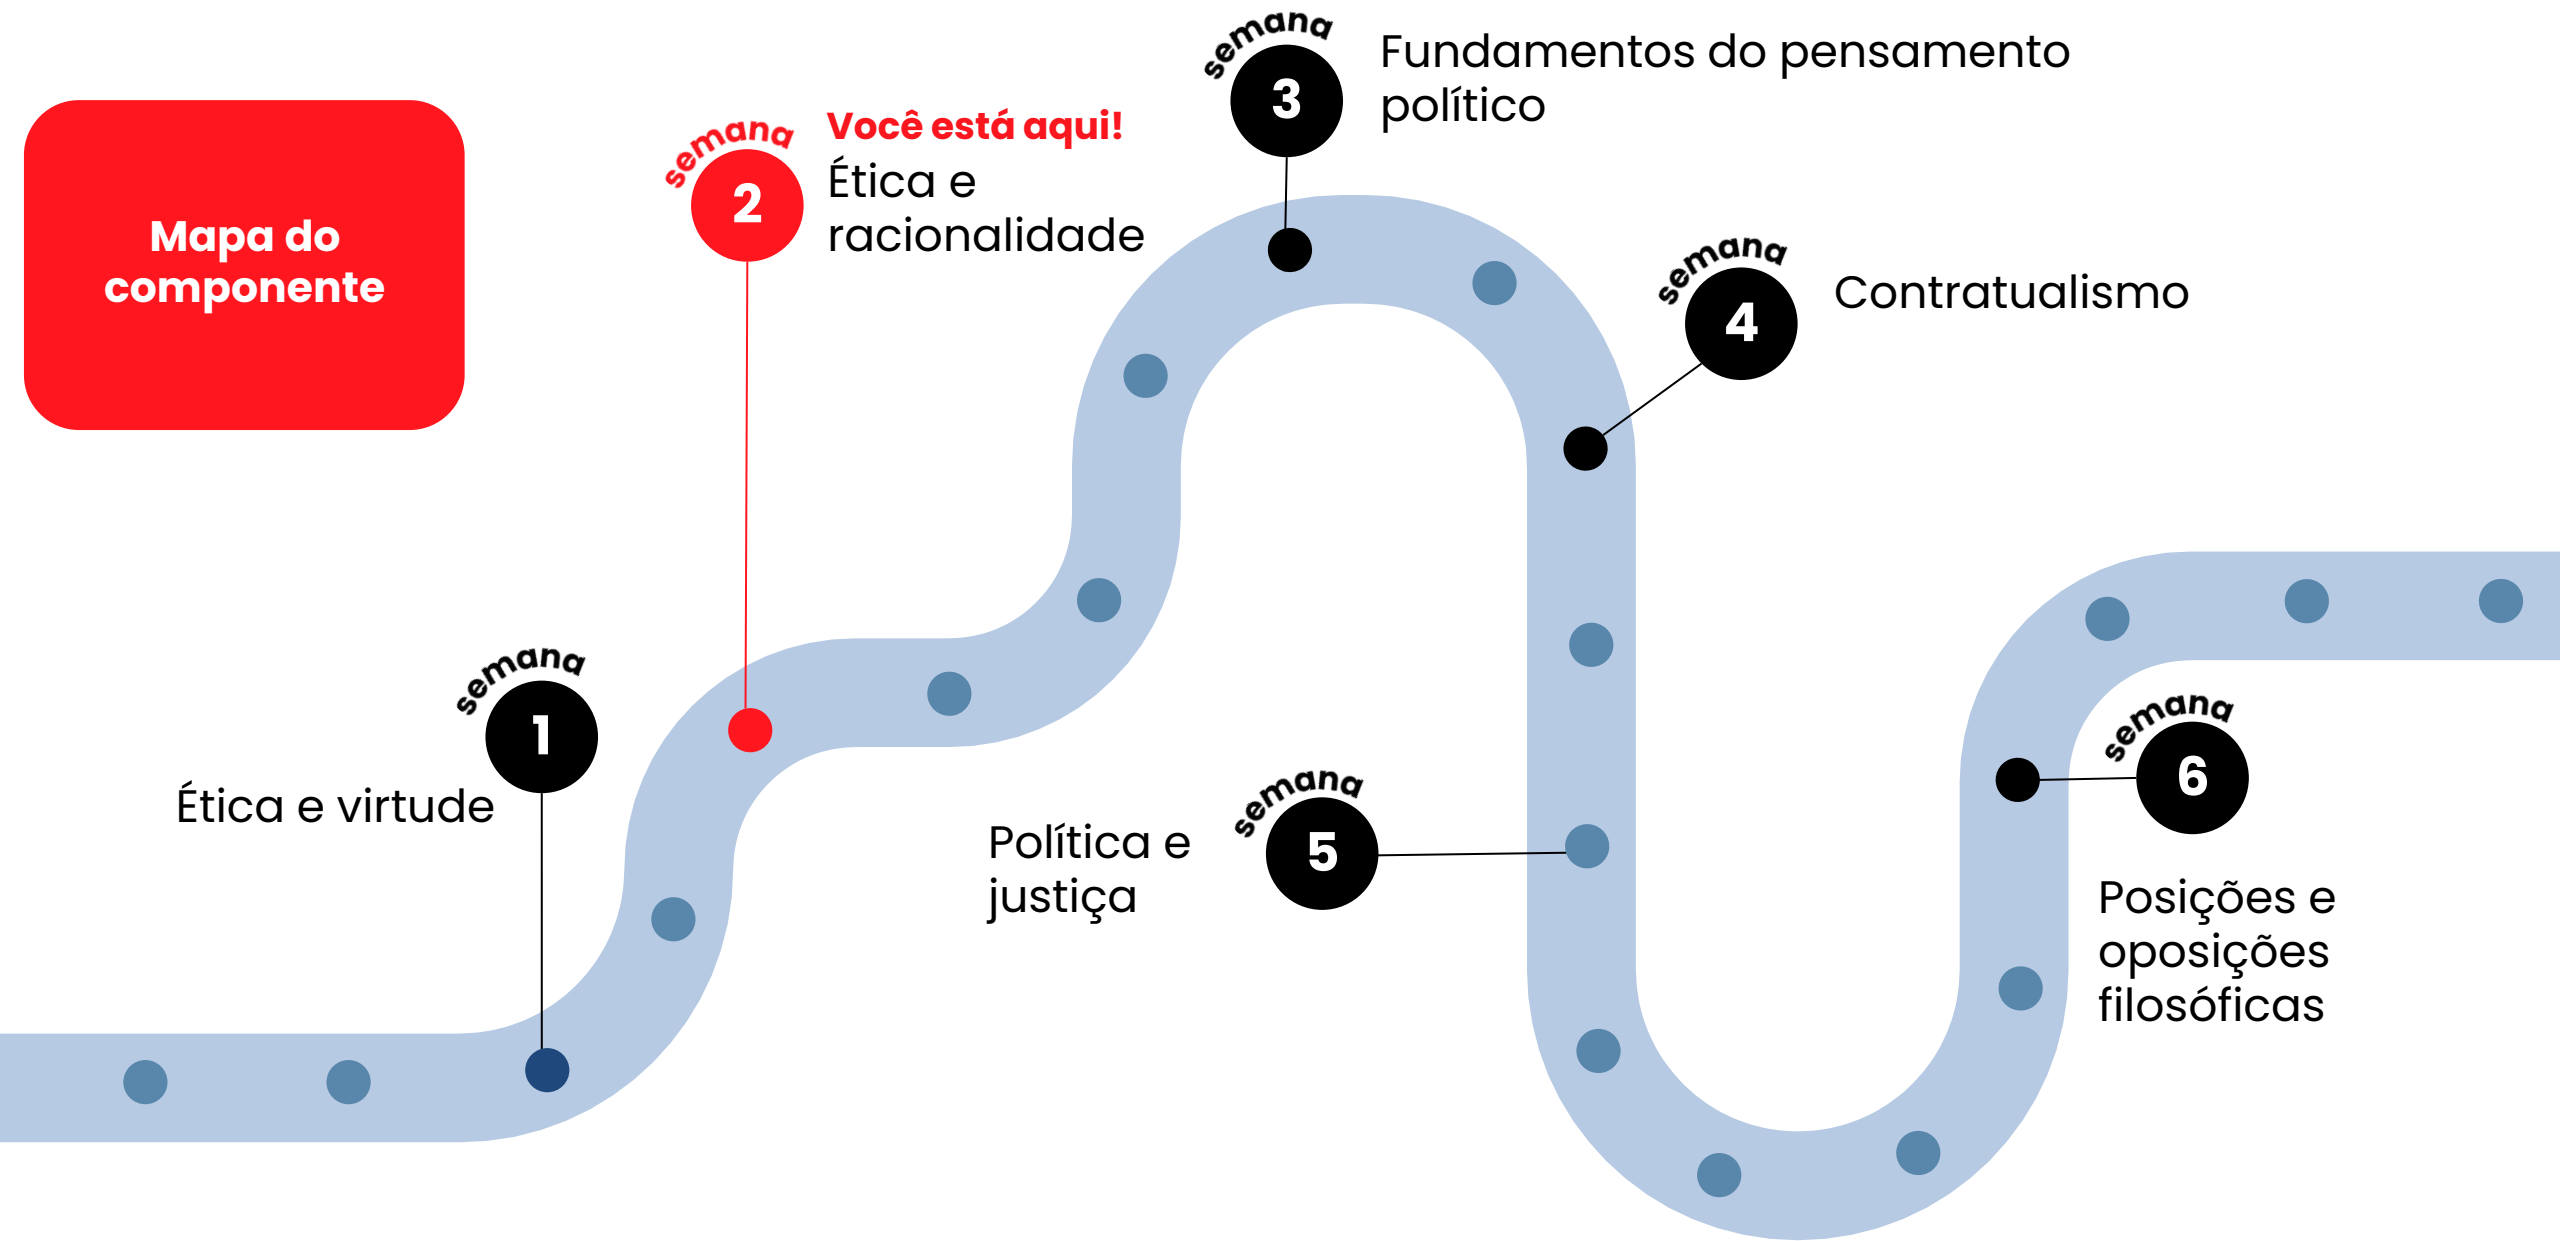 Mapa do
componente
semana
1
Ética e virtude
semana
2
Você está aqui!
Ética e
racionalidade
semana
3
Fundamentos do pensamento
político
semana
4
Contratualismo
semana
5
Política e
justiça
semana
6
Posições e
oposições
filosóficas